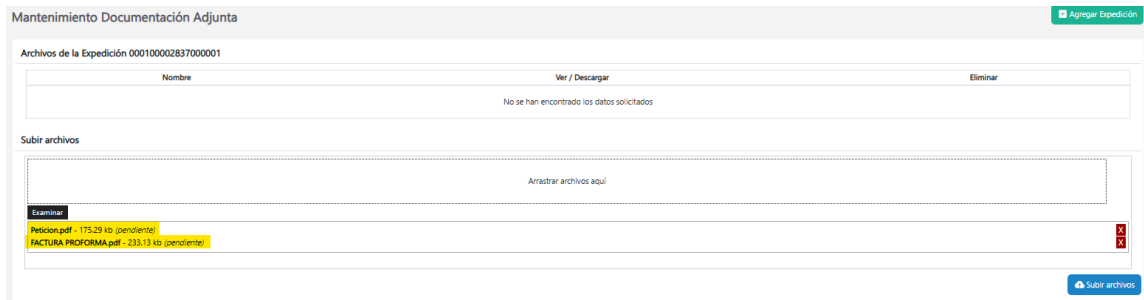 Mantenimiento Documentación Adjunta
Agregar Expedición
Archivos de la Expedición 000100002837000001
Nombre Ver / Descargar Eliminar
No se han encontrado los datos solicitados
Subir archivos
Arrastrar archivos aquí
Examinar
Peticion.pdf - 175.29 kb (pendiente) X
FACTURA PROFORMA.pdf - 233.13 kb (pendiente) X
Subir archivos